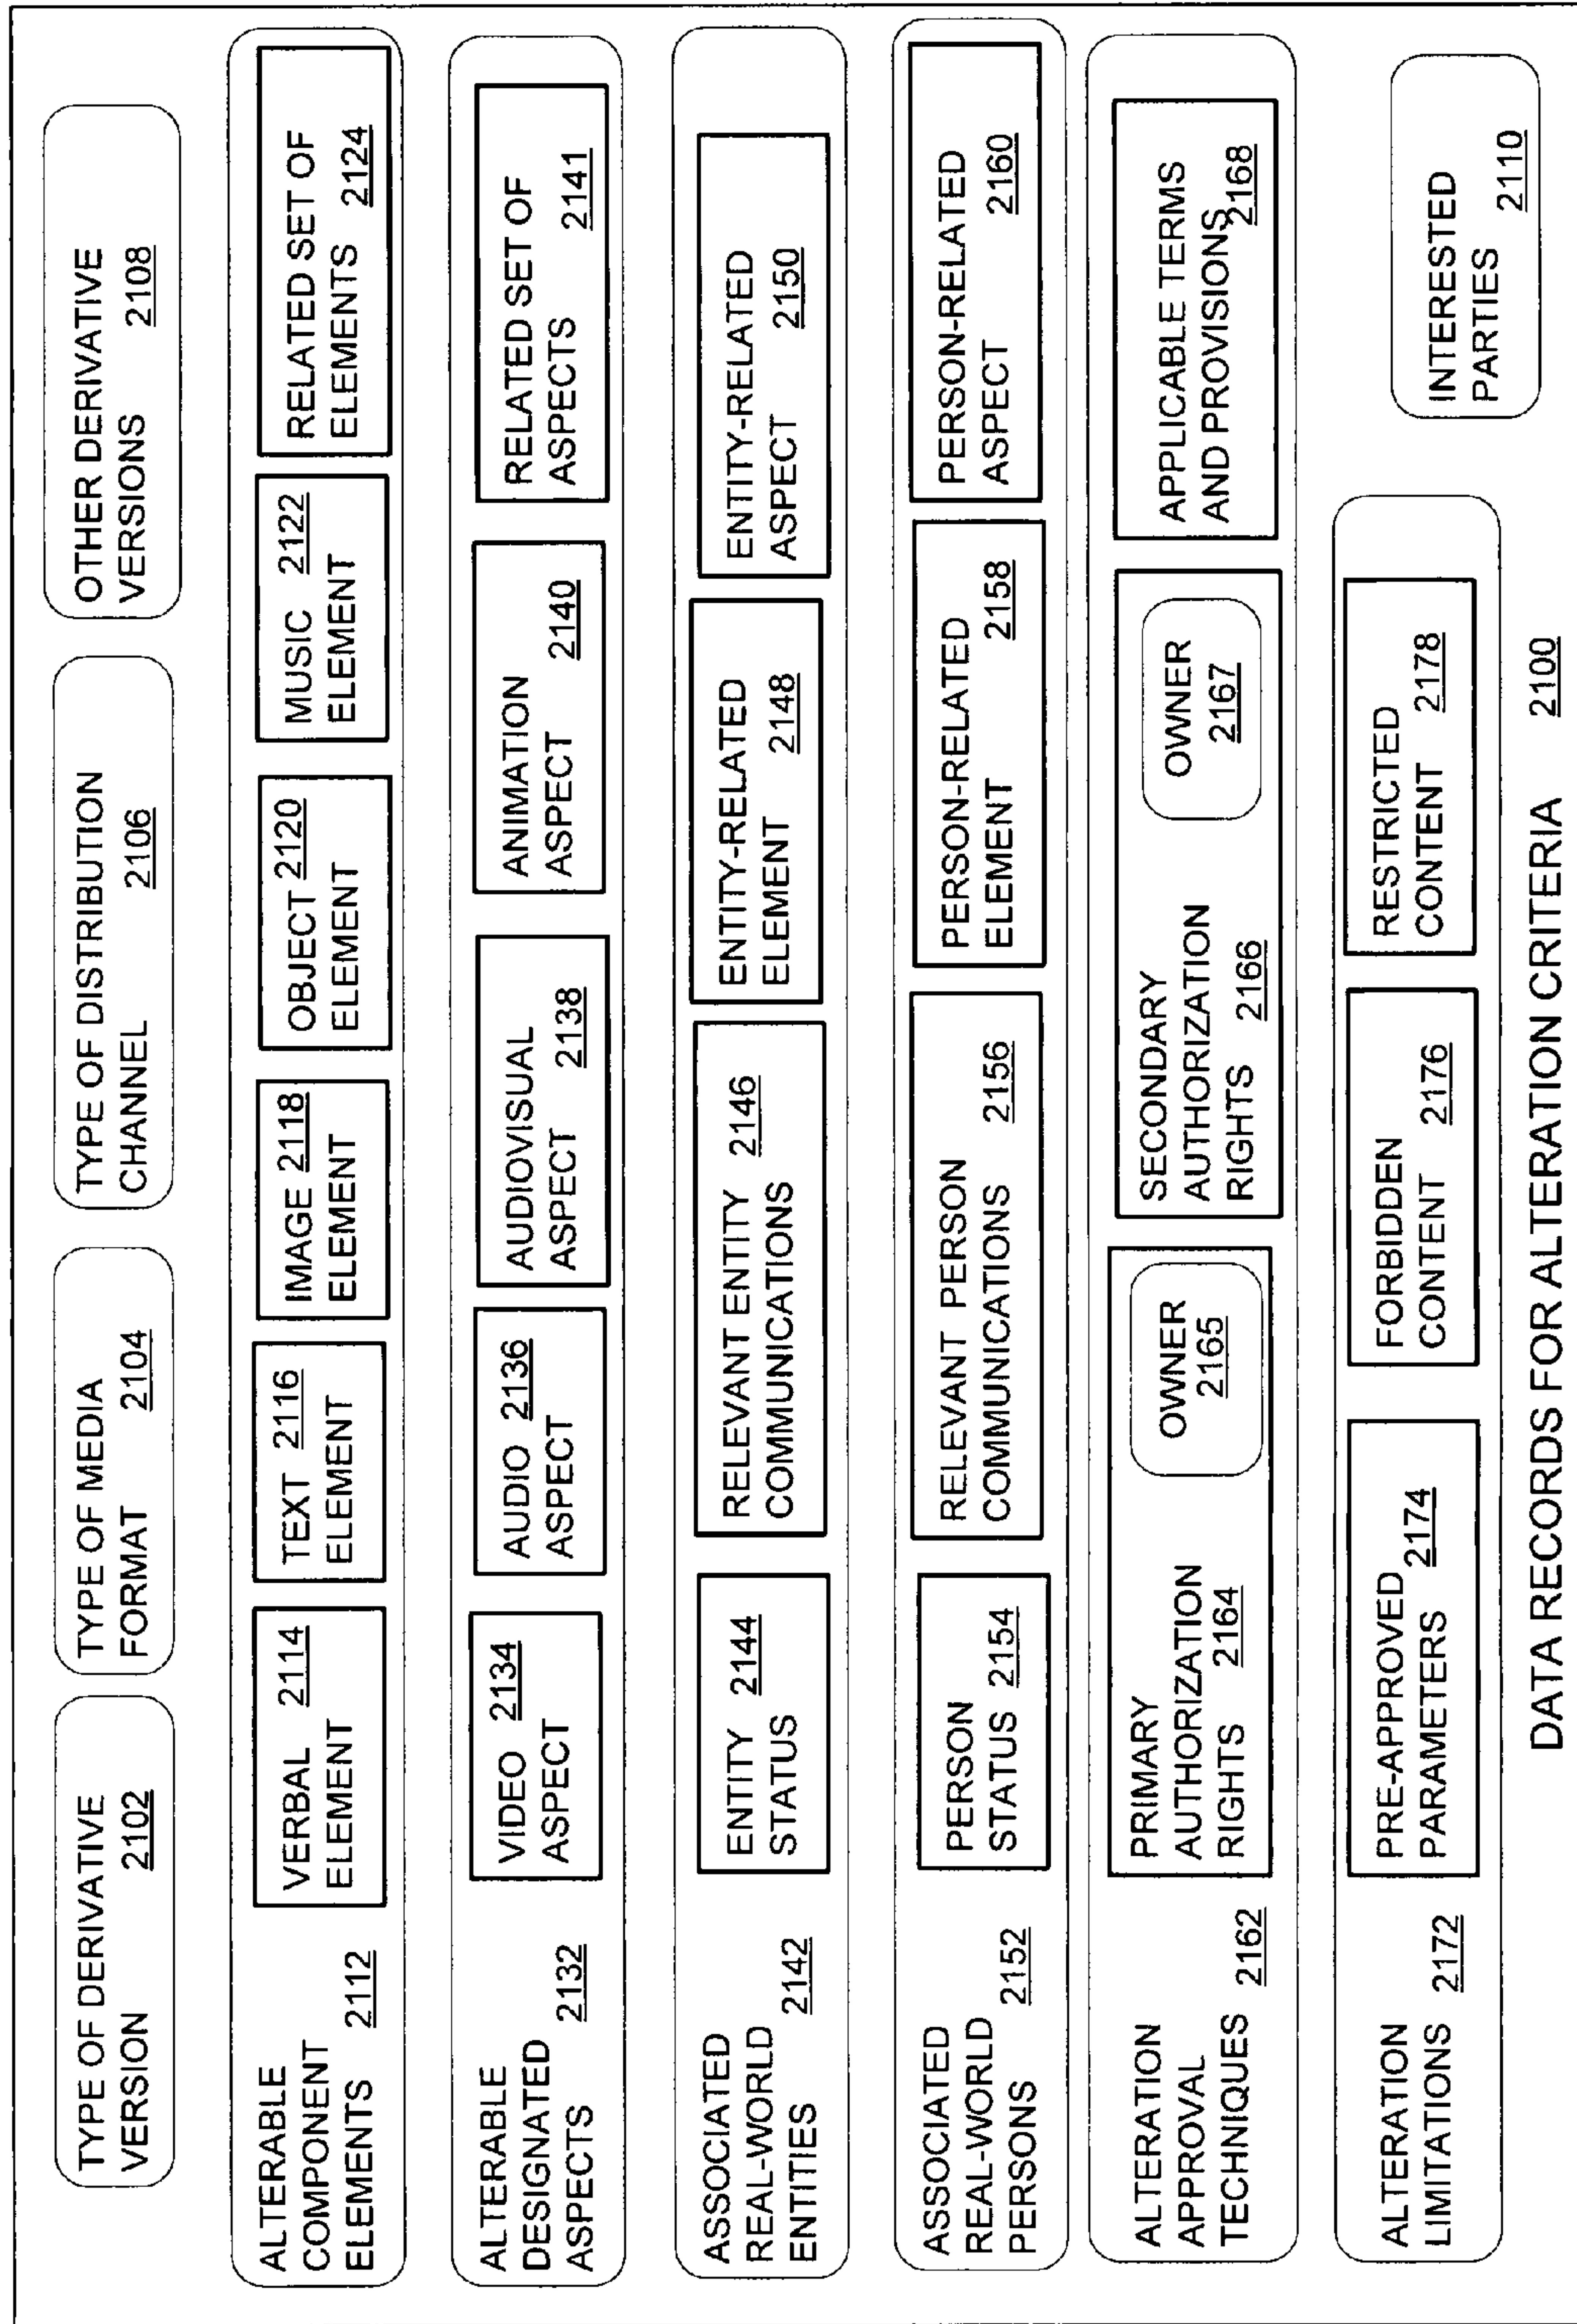 TYPE OF DERIVATIVE
VERSION 2102
TYPE OF MEDIA
FORMAT 2104
TYPE OF DISTRIBUTION
CHANNEL 2106
OTHER DERIVATIVE
VERSIONS 2108
ALTERABLE
COMPONENT
ELEMENTS 2112
VERBAL 2114
ELEMENT
TEXT 2116
ELEMENT
IMAGE 2118
ELEMENT
OBJECT 2120
ELEMENT
MUSIC 2122
ELEMENT
RELATED SET OF
ELEMENTS 2124
ALTERABLE
DESIGNATED
ASPECTS 2132
VIDEO 2134
ASPECT
AUDIO 2136
ASPECT
AUDIOVISUAL
ASPECT 2138
ANIMATION
ASPECT 2140
RELATED SET OF
ASPECTS 2141
ASSOCIATED
REAL-WORLD
ENTITIES 2142
ENTITY 2144
STATUS
RELEVANT ENTITY
COMMUNICATIONS 2146
ENTITY-RELATED
ELEMENT 2148
ENTITY-RELATED
ASPECT 2150
ASSOCIATED
REAL-WORLD
PERSONS 2152
PERSON
STATUS 2154
RELEVANT PERSON
COMMUNICATIONS 2156
PERSON-RELATED
ELEMENT 2158
PERSON-RELATED
ASPECT 2160
ALTERATION
APPROVAL
TECHNIQUES 2162
PRIMARY
AUTHORIZATION
RIGHTS 2164
OWNER
2165
SECONDARY
AUTHORIZATION
RIGHTS 2166
OWNER
2167
APPLICABLE TERMS
AND PROVISIONS 2168
ALTERATION
LIMITATIONS 2172
PRE-APPROVED
PARAMETERS 2174
FORBIDDEN
CONTENT 2176
RESTRICTED
CONTENT 2178
INTERESTED
PARTIES 2110
DATA RECORDS FOR ALTERATION CRITERIA 2100